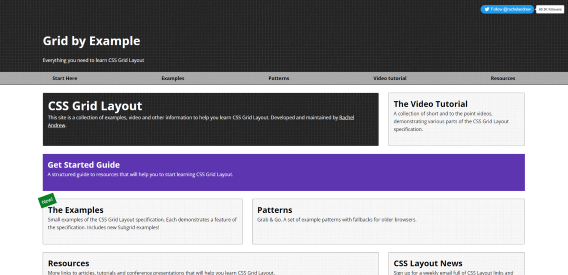 Follow @rachelandrew
Grid by Example
Everything you need to learn CSS Grid Layout
Start Here
Examples
Patterns
Video tutorial
Resources
CSS Grid Layout
This site is a collection of examples, video and other information to help you learn CSS Grid Layout. Developed and maintained by Rachel
Andrew.
The Video Tutorial
A collection of short and to the point videos,
demonstrating various parts of the CSS Grid Layout
specification.
Get Started Guide
A structured guide to resources that will help you to start learning CSS Grid Layout.
New!
The Examples
Small examples of the CSS Grid Layout specification. Each demonstrates a feature of
the specification. Includes new Subgrid examples!
Patterns
Grab & Go. A set of example patterns with fallbacks for older browsers.
Resources
More links to articles, tutorials and conference presentations that will help you learn CSS Grid Layout.
CSS Layout News
Sign up for a weekly email full of CSS Layout links and